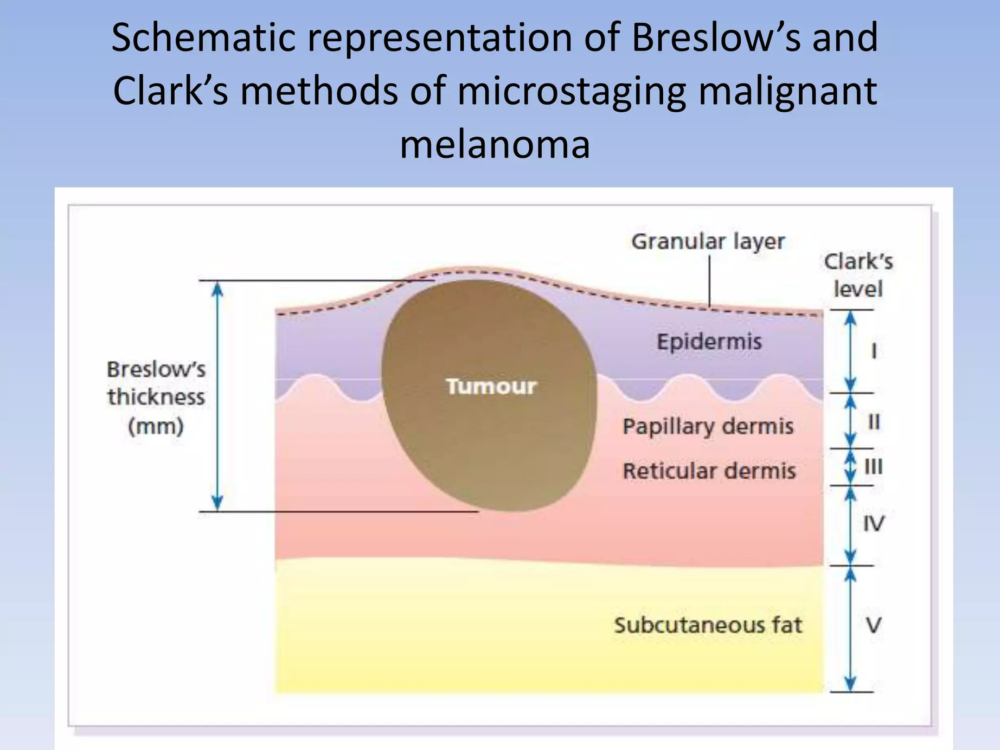 Schematic representation of Breslow’s and
Clark’s methods of microstaging malignant
melanoma
Granular layer
Clark’s
level
Epidermis
I
Breslow’s
thickness
(mm)
Tumour
Papillary dermis
II
Reticular dermis
III
IV
Subcutaneous fat
V